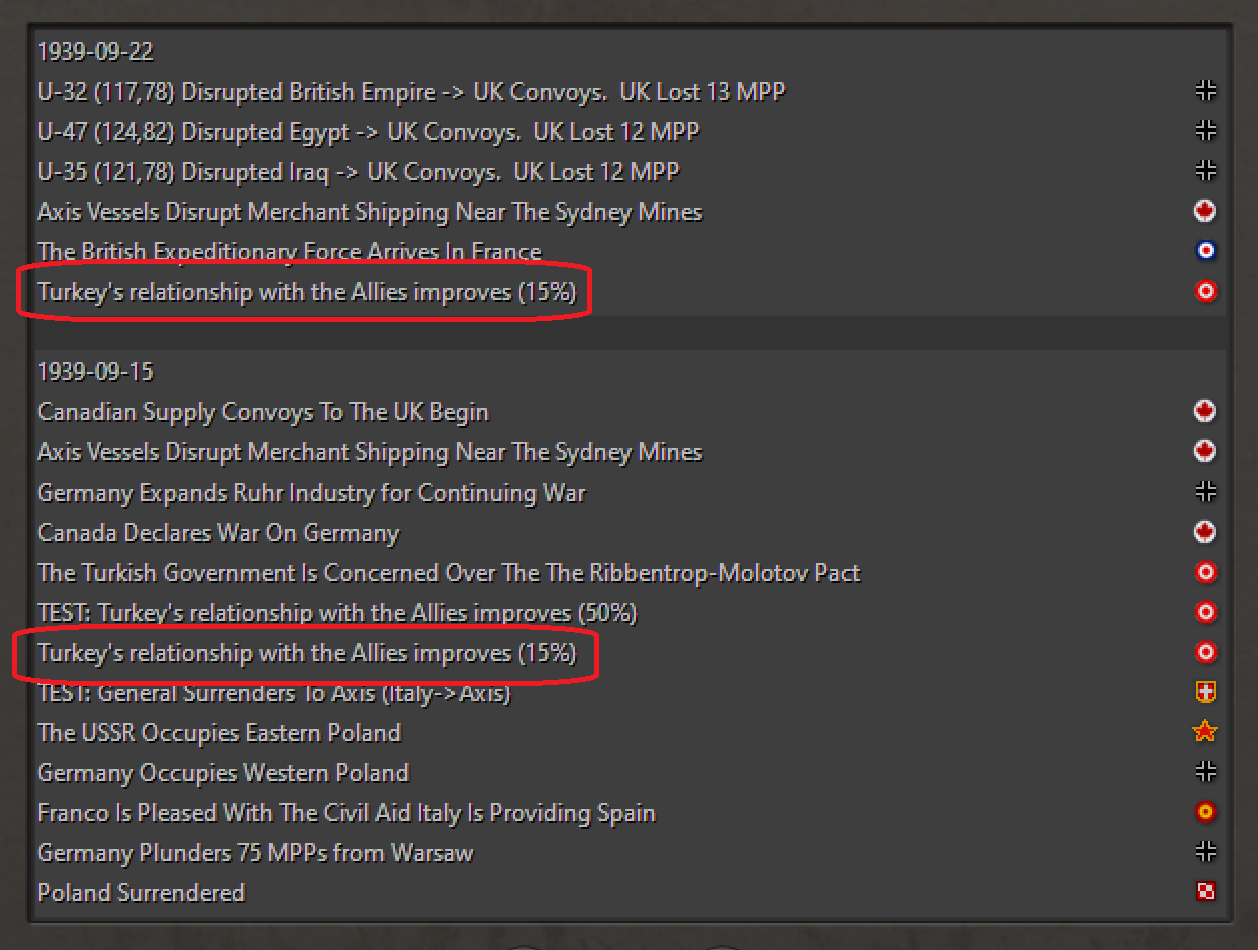 1939-09-22
U-32 (117,78) Disrupted British Empire -> UK Convoys.  UK Lost 13 MPP
U-47 (124,82) Disrupted Egypt -> UK Convoys.  UK Lost 12 MPP
U-35 (121,78) Disrupted Iraq -> UK Convoys.  UK Lost 12 MPP
Axis Vessels Disrupt Merchant Shipping Near The Sydney Mines
The British Expeditionary Force Arrives In France
Turkey's relationship with the Allies improves (15%)
1939-09-15
Canadian Supply Convoys To The UK Begin
Axis Vessels Disrupt Merchant Shipping Near The Sydney Mines
Germany Expands Ruhr Industry for Continuing War
Canada Declares War On Germany
The Turkish Government Is Concerned Over The The Ribbentrop-Molotov Pact
TEST: Turkey's relationship with the Allies improves (50%)
Turkey's relationship with the Allies improves (15%)
TEST: General Surrenders To Axis (Italy->Axis)
The USSR Occupies Eastern Poland
Germany Occupies Western Poland
Franco Is Pleased With The Civil Aid Italy Is Providing Spain
Germany Plunders 75 MPPs from Warsaw
Poland Surrendered